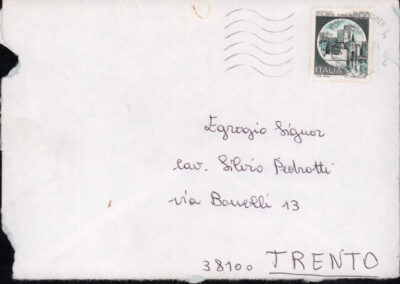 ITALIA
Egregio Signor
cav. Silvio Pedrotti
via Bonelli 13
38100 TRENTO